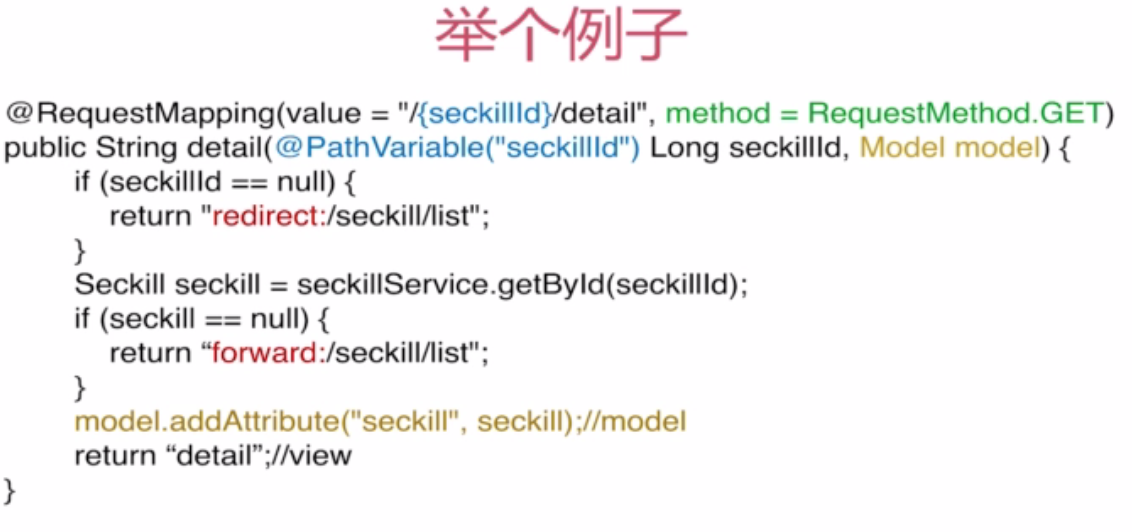 举个例子
@RequestMapping(value = "/{seckillId}/detail", method = RequestMethod.GET)
public String detail(@PathVariable("seckillId") Long seckillId, Model model) {
if (seckillId == null) {
return "redirect:/seckill/list";
}
Seckill seckill = seckillService.getById(seckillId);
if (seckill == null) {
return “forward:/seckill/list";
}
model.addAttribute("seckill", seckill);//model
return “detail”;//view
}